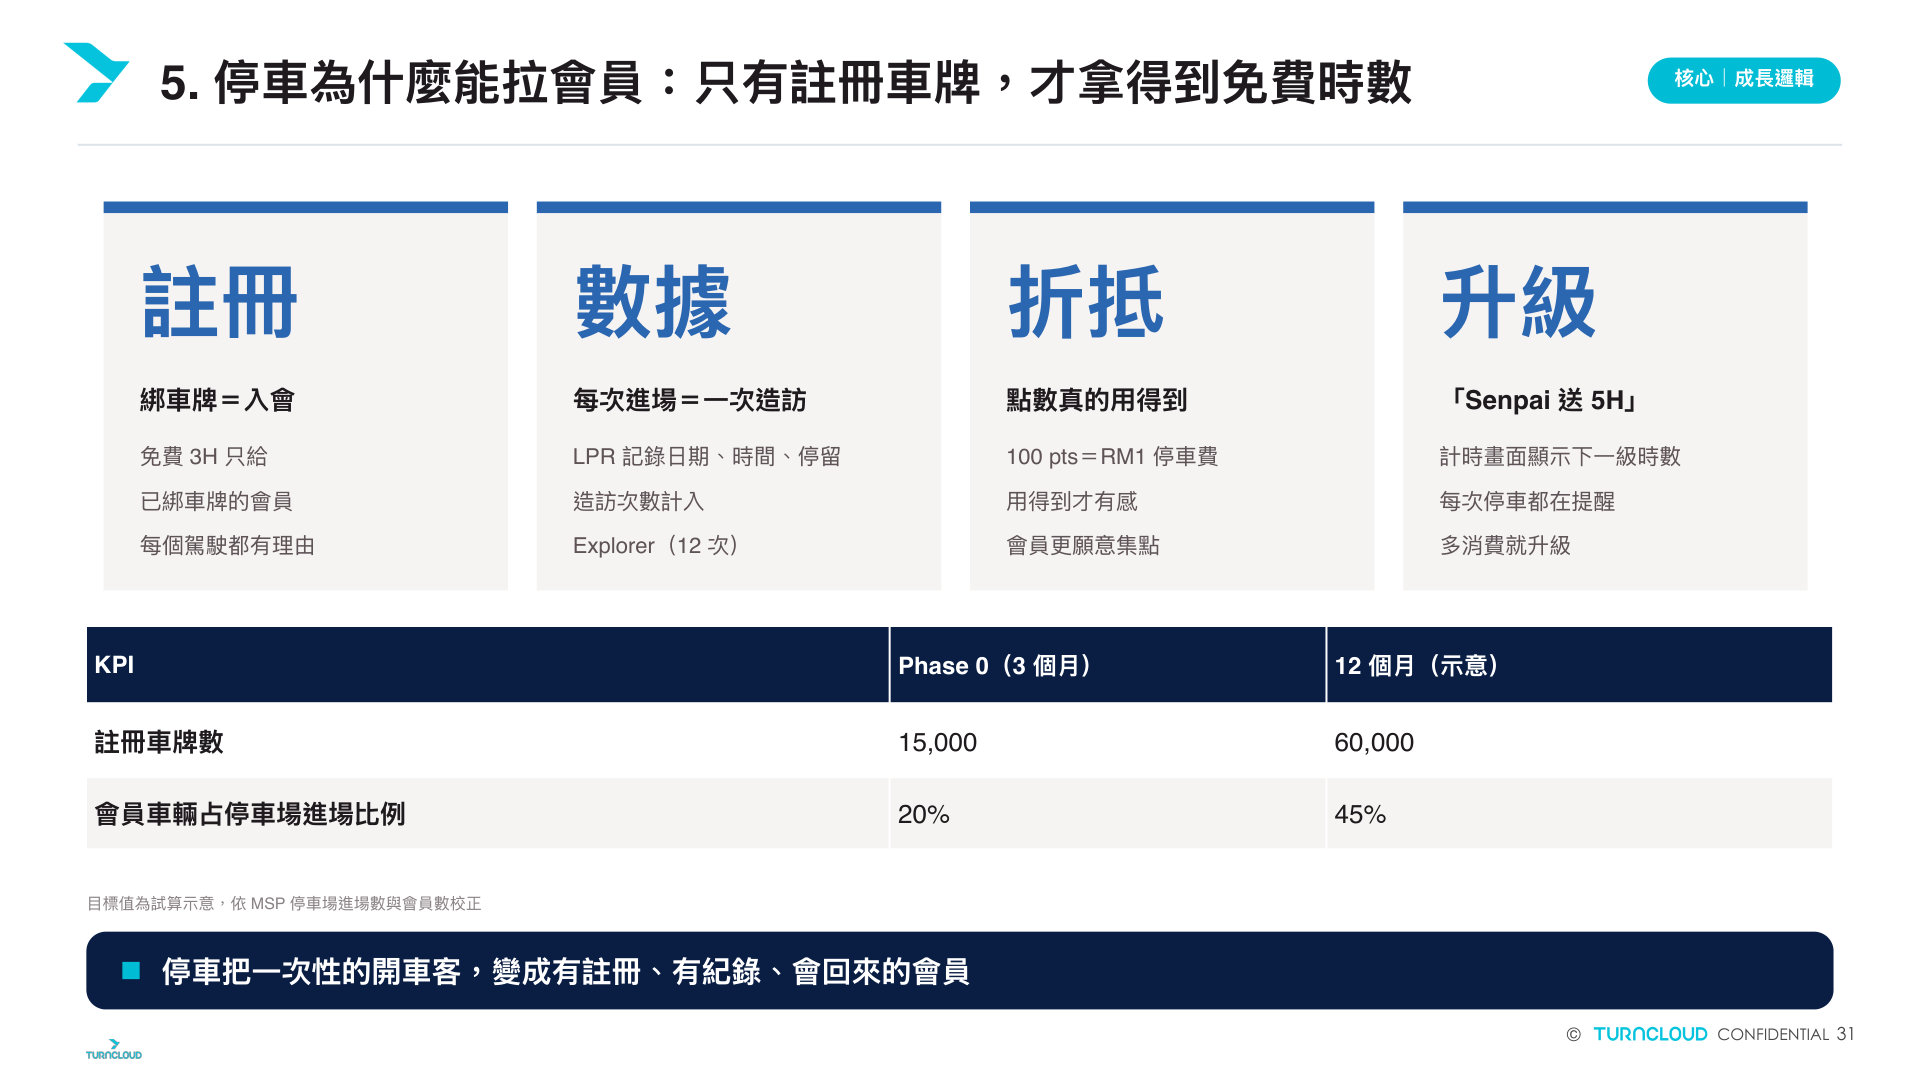 5. 停車為什麼能拉會員：只有註冊車牌，才拿得到免費時數
核心｜成長邏輯
註冊
綁車牌＝入會
免費 3H 只給
已綁車牌的會員
每個駕駛都有理由
數據
每次進場＝一次造訪
LPR 記錄日期、時間、停留
造訪次數計入
Explorer（12 次）
折抵
點數真的用得到
100 pts＝RM1 停車費
用得到才有感
會員更願意集點
升級
「Senpai 送 5H」
計時畫面顯示下一級時數
每次停車都在提醒
多消費就升級
KPI
Phase 0（3 個月）
12 個月（示意）
註冊車牌數
15,000
60,000
會員車輛占停車場進場比例
20%
45%
目標值為試算示意，依 MSP 停車場進場數與會員數校正
停車把一次性的開車客，變成有註冊、有紀錄、會回來的會員
TURNCLOUD
© TURNCLOUD CONFIDENTIAL 31